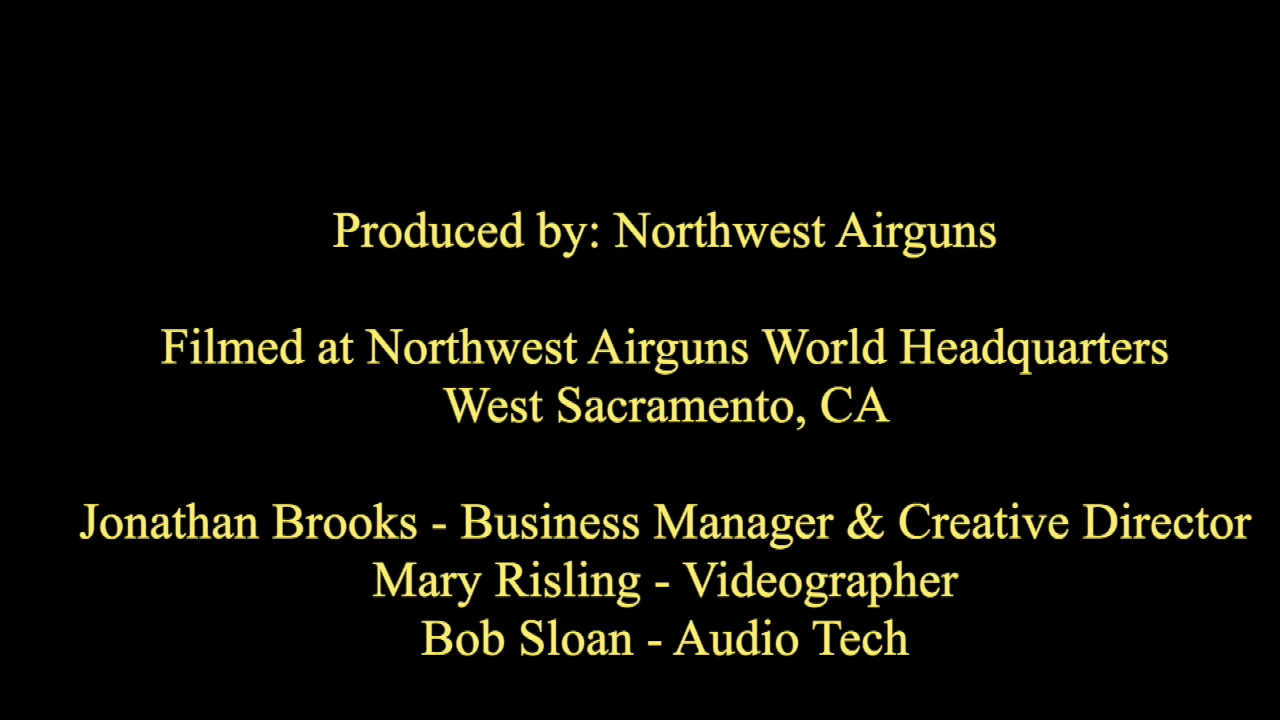 Produced by: Northwest Airguns
Filmed at Northwest Airguns World Headquarters
West Sacramento, CA
Jonathan Brooks - Business Manager & Creative Director
Mary Risling - Videographer
Bob Sloan - Audio Tech